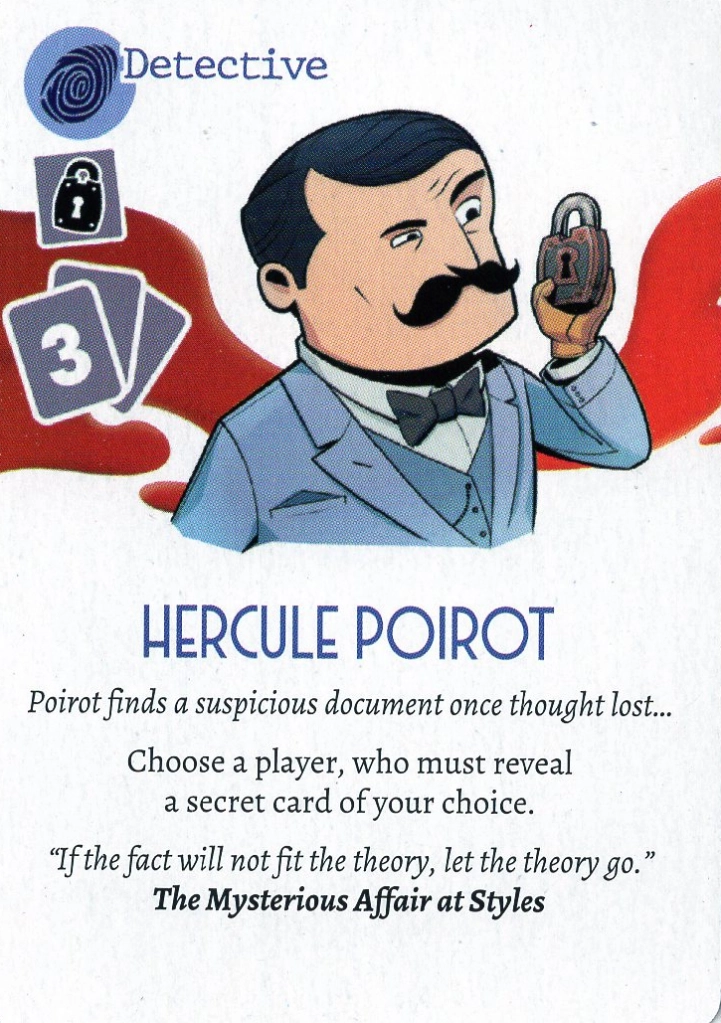 Detective
3
HERCULE POIROT
Poirot finds a suspicious document once thought lost...
Choose a player, who must reveal
a secret card of your choice.
“If the fact will not fit the theory, let the theory go.”
The Mysterious Affair at Styles